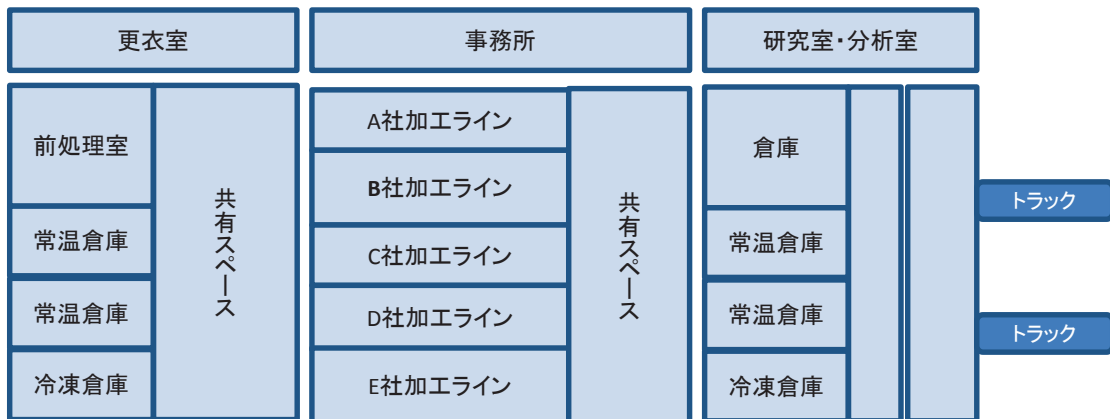 更衣室
事務所
研究室・分析室
前処理室
常温倉庫
常温倉庫
冷凍倉庫
共有スペース
A社加工ライン
B社加工ライン
C社加工ライン
D社加工ライン
E社加工ライン
共有スペース
倉庫
常温倉庫
常温倉庫
冷凍倉庫
トラック
トラック